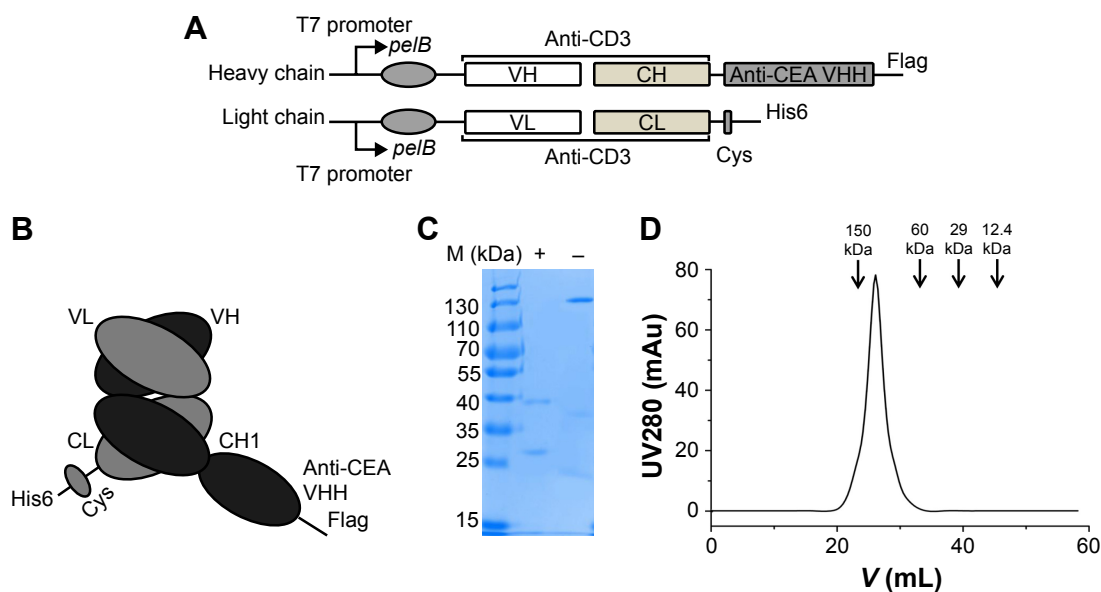 A
T7 promoter
pelB
Anti-CD3
Heavy chain
VH
CH
Anti-CEA VHH
Flag
Light chain
VL
CL
His6
pelB
Anti-CD3
Cys
T7 promoter
B
VL
VH
CL
CH1
Anti-CEA
VHH
His6
Cys
Flag
C
M (kDa) + –
130
110
70
55
40
35
25
15
D
150
kDa
60
kDa
29
kDa
12.4
kDa
80
60
40
20
0
UV280 (mAu)
0 20 40 60
V (mL)